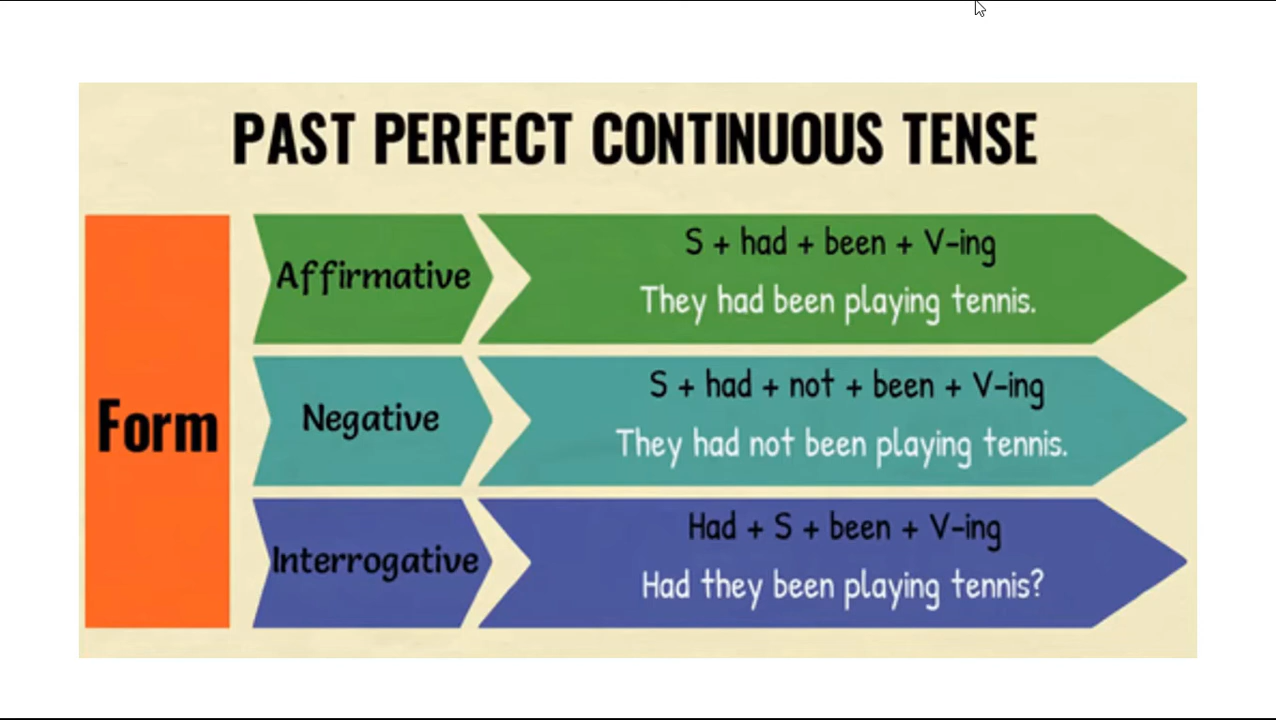 PAST PERFECT CONTINUOUS TENSE
Form
Affirmative
S + had + been + V-ing
They had been playing tennis.
Negative
S + had + not + been + V-ing
They had not been playing tennis.
Interrogative
Had + S + been + V-ing
Had they been playing tennis?